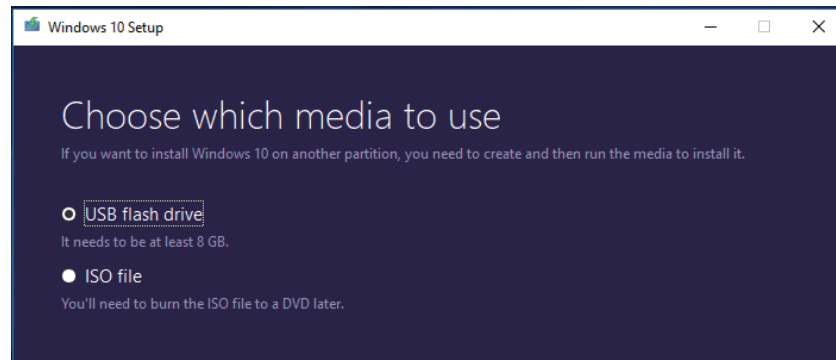 Windows 10 Setup
Choose which media to use
If you want to install Windows 10 on another partition, you need to create and then run the media to install it.
USB flash drive
It needs to be at least 8 GB.
ISO file
You'll need to burn the ISO file to a DVD later.